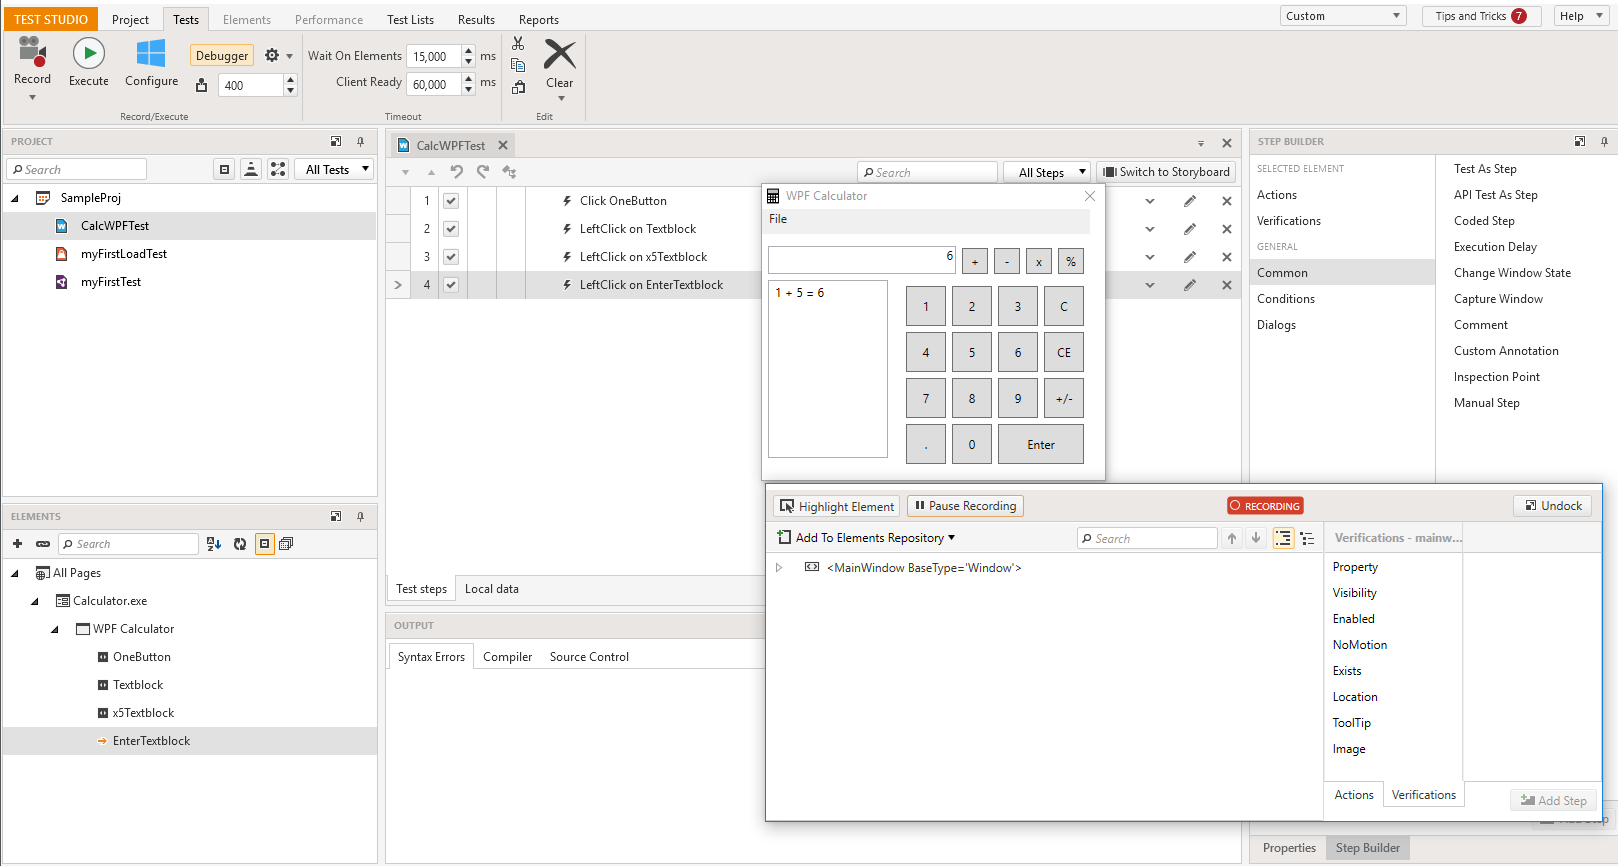 TEST STUDIO Project Tests Elements Performance Test Lists Results Reports Custom Tips and Tricks 7 Help
Record Execute Configure Debugger 400 Record/Execute
Wait On Elements 15,000 ms
Client Ready 60,000 ms
Timeout
Clear
Edit
PROJECT
Search All Tests
SampleProj
CalcWPFTest
myFirstLoadTest
myFirstTest
ELEMENTS
Search
All Pages
Calculator.exe
WPF Calculator
OneButton
Textblock
x5Textblock
EnterTextblock
CalcWPFTest
Search All Steps Switch to Storyboard
1 Click OneButton
2 LeftClick on Textblock
3 LeftClick on x5Textblock
4 LeftClick on EnterTextblock
Test steps Local data
OUTPUT
Syntax Errors Compiler Source Control
WPF Calculator
File
6 + - x %
1 + 5 = 6
1 2 3 C
4 5 6 CE
7 8 9 +/-
. 0 Enter
Highlight Element Pause Recording RECORDING Undock
Add To Elements Repository Search
<MainWindow BaseType='Window'>
Verifications - mainw...
Property
Visibility
Enabled
NoMotion
Exists
Location
ToolTip
Image
Actions Verifications Add Step
STEP BUILDER
SELECTED ELEMENT
Actions
Verifications
GENERAL
Common
Conditions
Dialogs
Test As Step
API Test As Step
Coded Step
Execution Delay
Change Window State
Capture Window
Comment
Custom Annotation
Inspection Point
Manual Step
Properties Step Builder